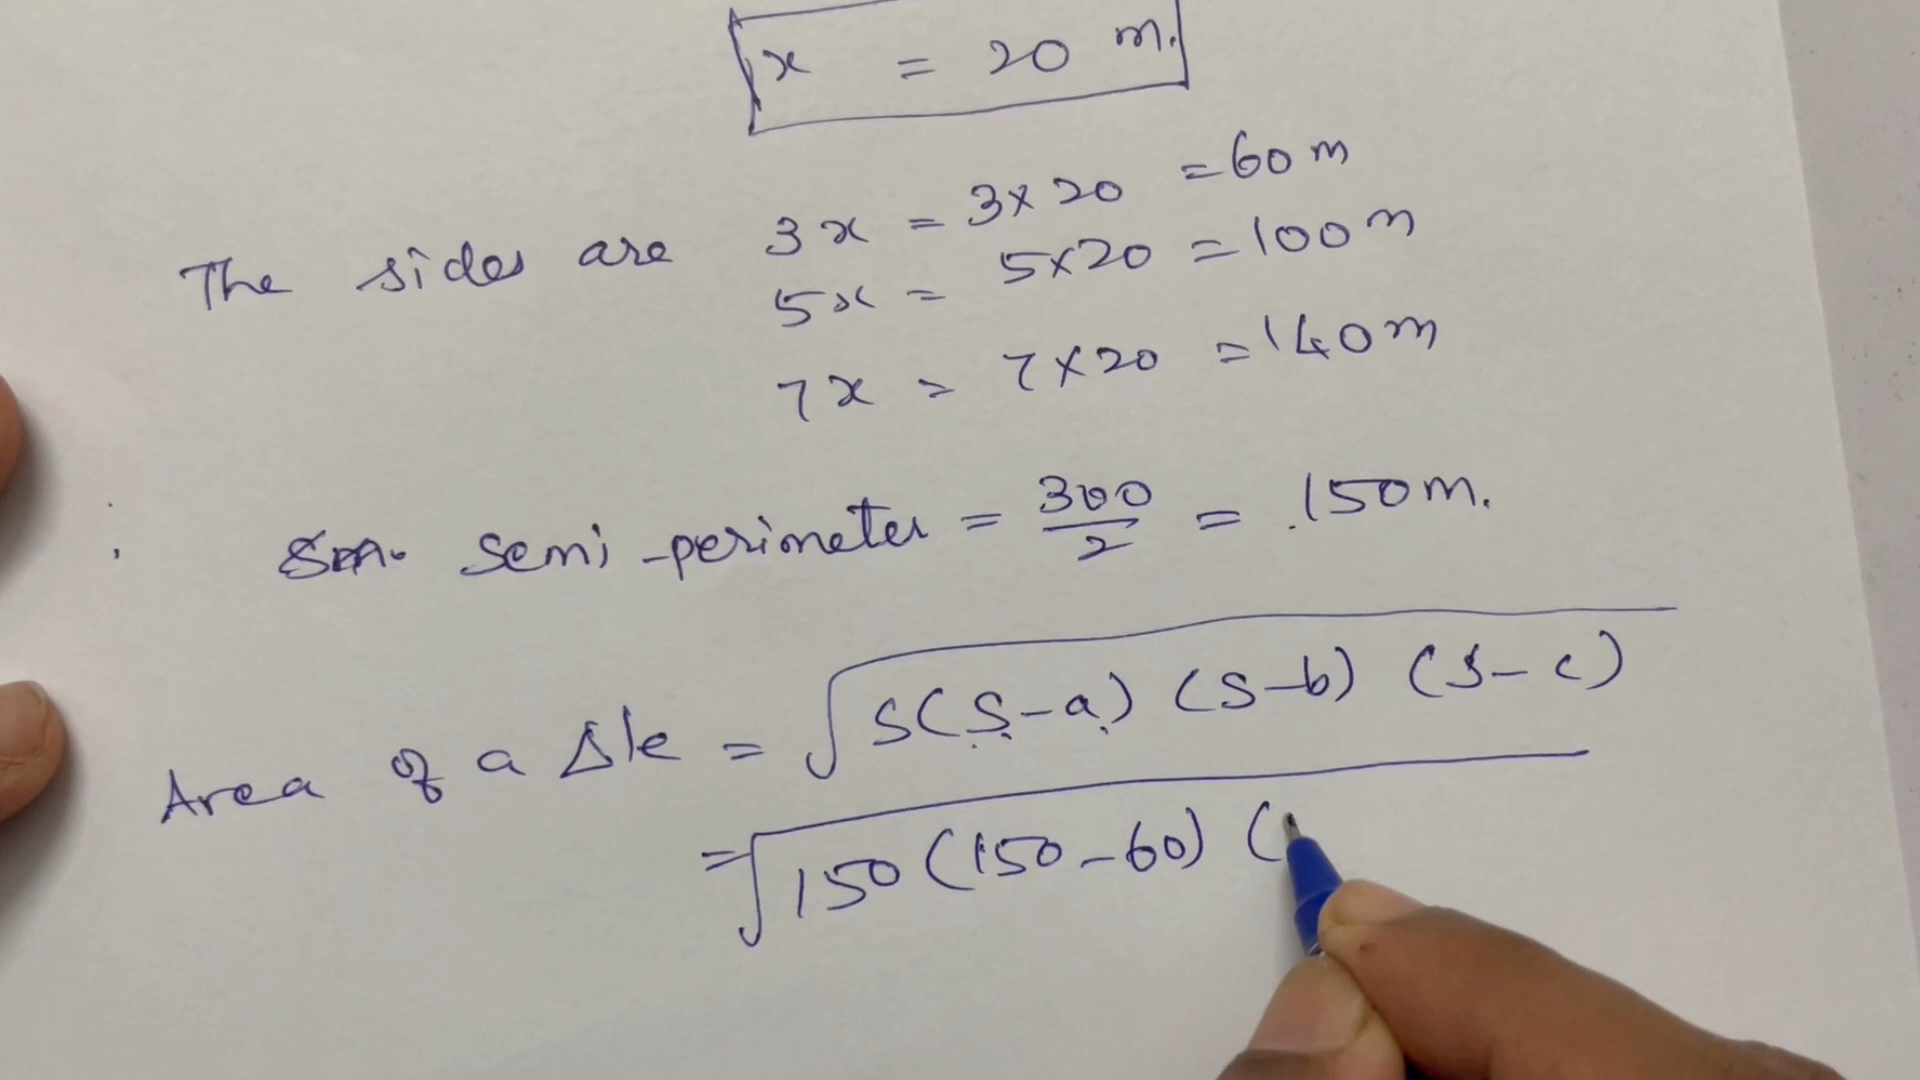 x = 20 m.
The sides are 3x = 3×20 = 60 m
5x = 5×20 = 100 m
7x = 7×20 = 140 m
Semi-perimeter = 300/2 = 150m.
Area of a Δle = √S(S-a) (S-b) (S-c)
= √150 (150-60) (